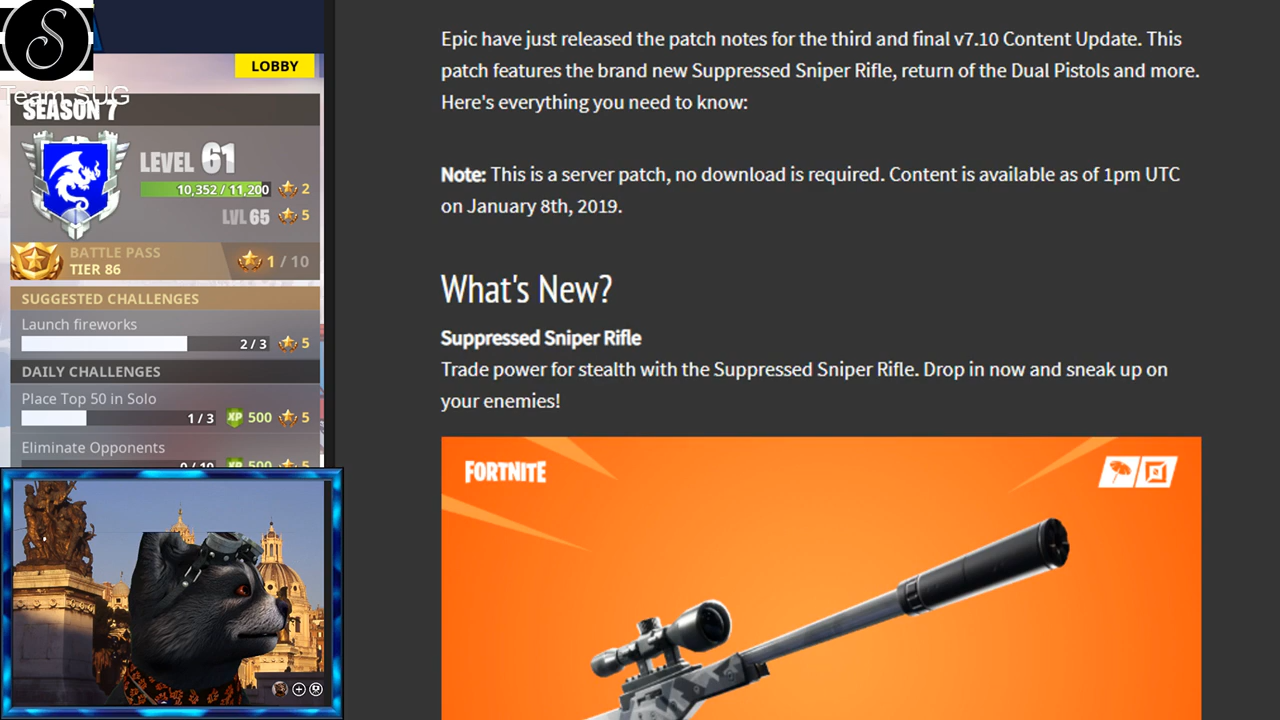 S
Team SUG
LOBBY
SEASON 7
LEVEL 61
10,352 / 11,200 2
LVL 65 5
BATTLE PASS
TIER 86
1 / 10
SUGGESTED CHALLENGES
Launch fireworks
2 / 3 5
DAILY CHALLENGES
Place Top 50 in Solo
1 / 3 XP 500 5
Eliminate Opponents
0 / 10 XP 500 5
Epic have just released the patch notes for the third and final v7.10 Content Update. This
patch features the brand new Suppressed Sniper Rifle, return of the Dual Pistols and more.
Here's everything you need to know:
Note: This is a server patch, no download is required. Content is available as of 1pm UTC
on January 8th, 2019.
What's New?
Suppressed Sniper Rifle
Trade power for stealth with the Suppressed Sniper Rifle. Drop in now and sneak up on
your enemies!
FORTNITE